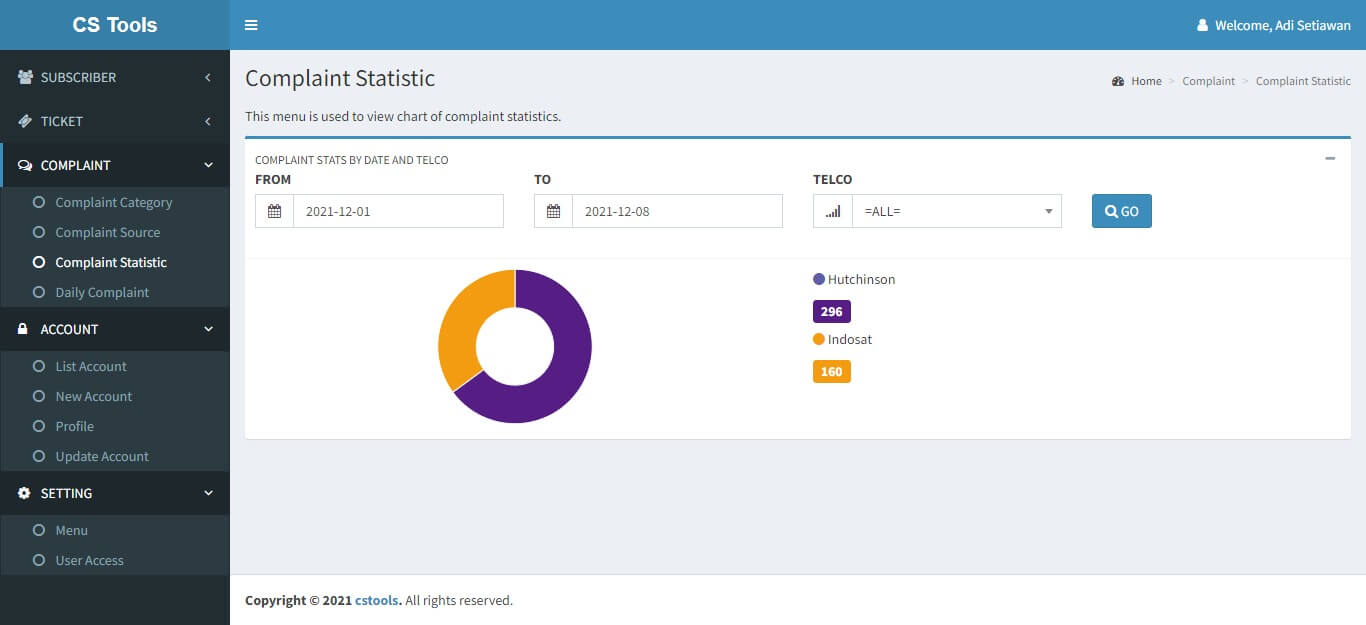 CS Tools
Welcome, Adi Setiawan
SUBSCRIBER
TICKET
COMPLAINT
Complaint Category
Complaint Source
Complaint Statistic
Daily Complaint
ACCOUNT
List Account
New Account
Profile
Update Account
SETTING
Menu
User Access
Complaint Statistic
Home > Complaint > Complaint Statistic
This menu is used to view chart of complaint statistics.
COMPLAINT STATS BY DATE AND TELCO
FROM TO TELCO
2021-12-01 2021-12-08 =ALL= GO
Hutchinson
296
Indosat
160
Copyright © 2021 cstools. All rights reserved.